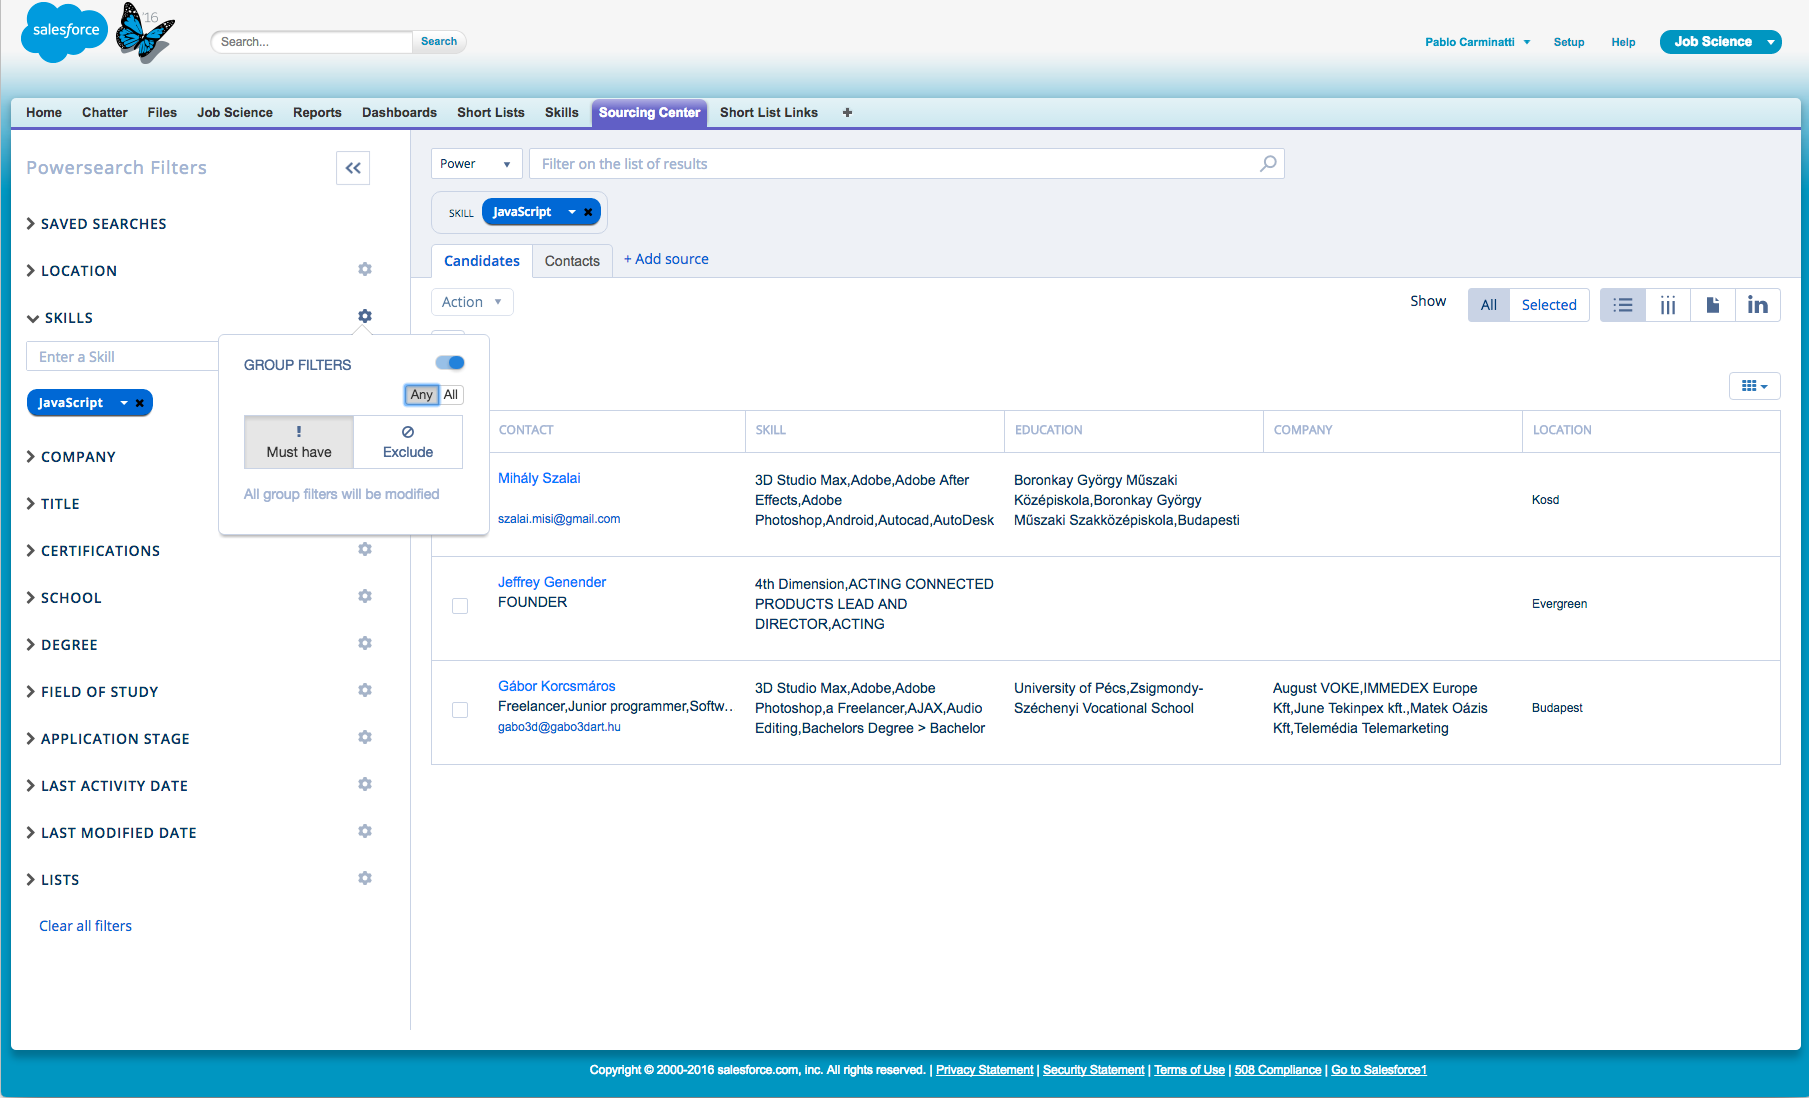 salesforce
'16
Search...
Search
Pablo Carminatti
Setup
Help
Job Science
Home
Chatter
Files
Job Science
Reports
Dashboards
Short Lists
Skills
Sourcing Center
Short List Links
+
Powersearch Filters
SAVED SEARCHES
LOCATION
SKILLS
Enter a Skill
JavaScript
COMPANY
TITLE
CERTIFICATIONS
SCHOOL
DEGREE
FIELD OF STUDY
APPLICATION STAGE
LAST ACTIVITY DATE
LAST MODIFIED DATE
LISTS
Clear all filters
GROUP FILTERS
Any
All
Must have
Exclude
All group filters will be modified
Power
Filter on the list of results
SKILL
JavaScript
Candidates
Contacts
+ Add source
Action
Show
All
Selected
in
CONTACT
SKILL
EDUCATION
COMPANY
LOCATION
Mihály Szalai
szalai.misi@gmail.com
3D Studio Max,Adobe,Adobe After
Effects,Adobe
Photoshop,Android,Autocad,AutoDesk
Boronkay György Műszaki
Középiskola,Boronkay György
Műszaki Szakközépiskola,Budapesti
Kosd
Jeffrey Genender
FOUNDER
4th Dimension,ACTING CONNECTED
PRODUCTS LEAD AND
DIRECTOR,ACTING
Evergreen
Gábor Korcsmáros
Freelancer,Junior programmer,Softw..
gabo3d@gabo3dart.hu
3D Studio Max,Adobe,Adobe
Photoshop,a Freelancer,AJAX,Audio
Editing,Bachelors Degree > Bachelor
University of Pécs,Zsigmondy-
Széchenyi Vocational School
August VOKE,IMMEDEX Europe
Kft,June Tekinpex kft.,Matek Oázis
Kft,Telemédia Telemarketing
Budapest
Copyright © 2000-2016 salesforce.com, inc. All rights reserved. | Privacy Statement | Security Statement | Terms of Use | 508 Compliance | Go to Salesforce1